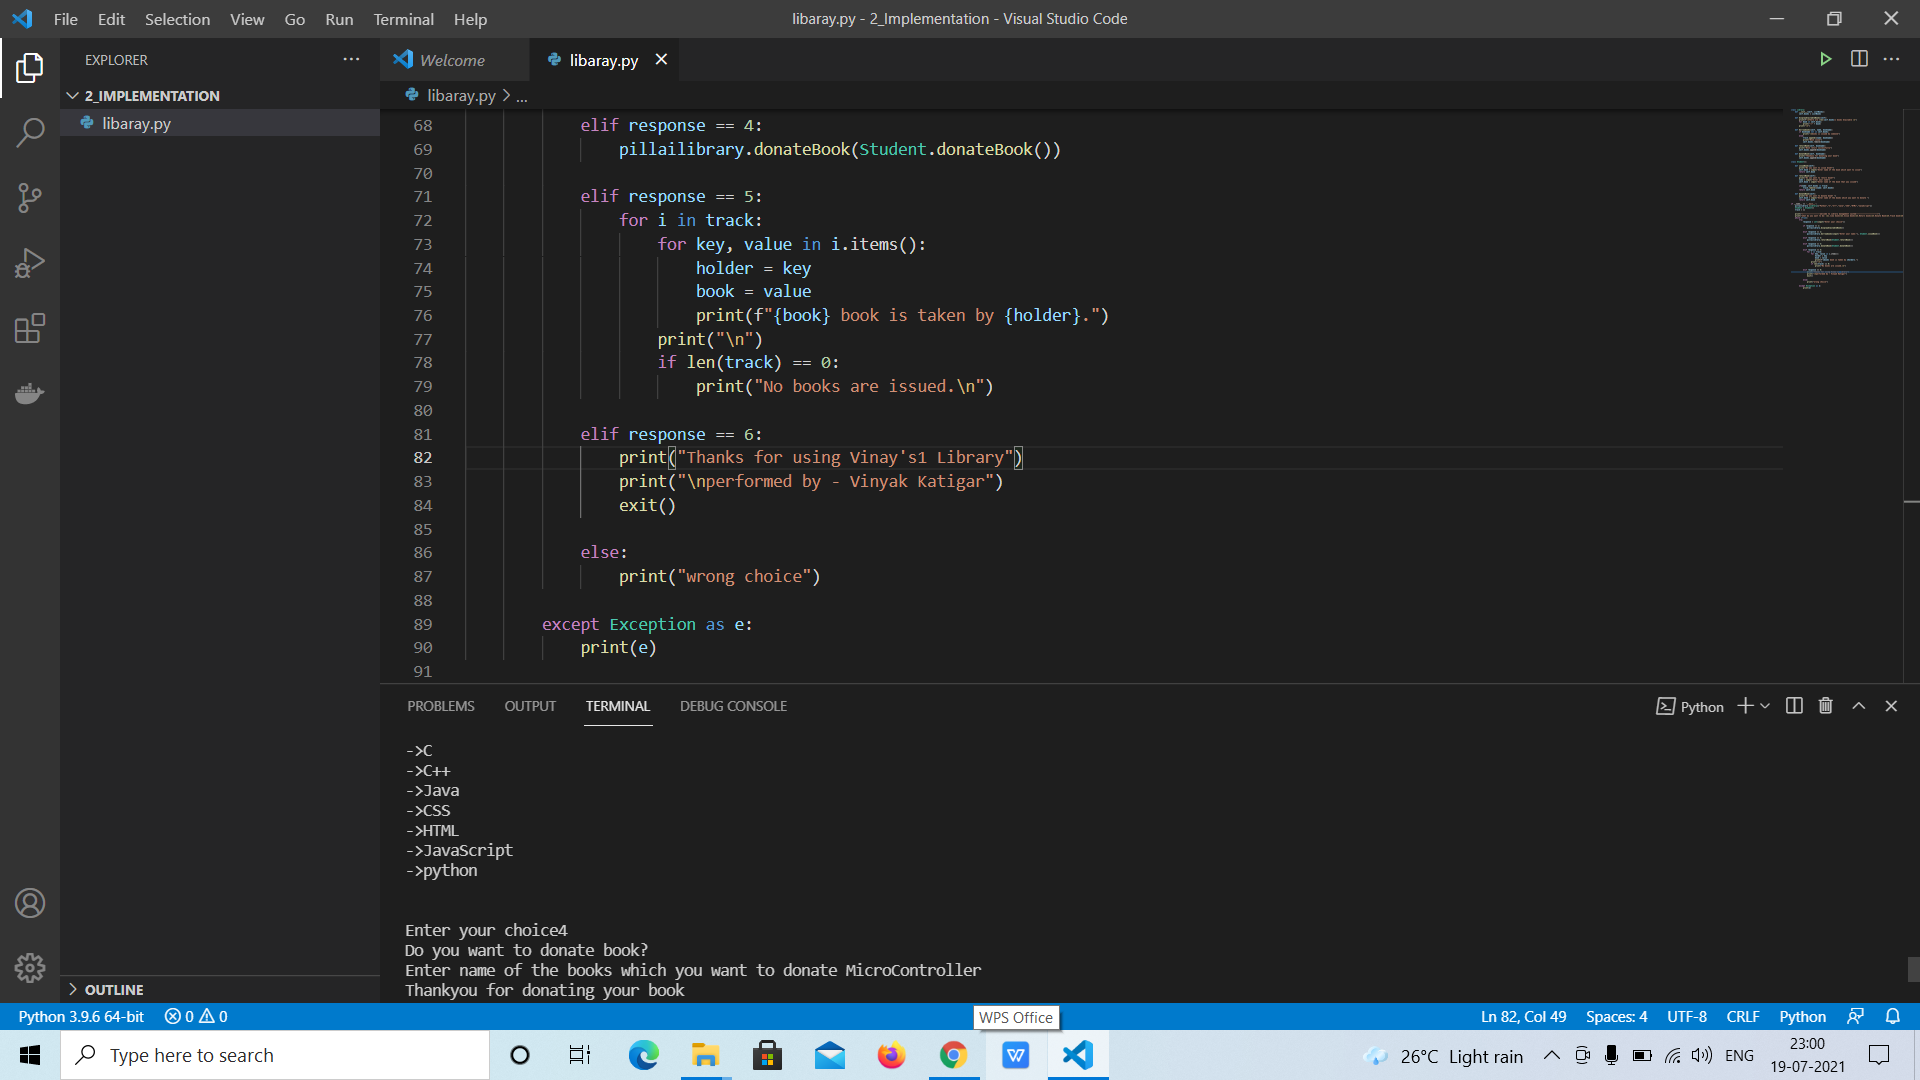 File Edit Selection View Go Run Terminal Help
libaray.py - 2_Implementation - Visual Studio Code
EXPLORER
2_IMPLEMENTATION
libaray.py
OUTLINE
Welcome
libaray.py
libaray.py > ...
68 elif response == 4:
69 pillailibrary.donateBook(Student.donateBook())
70
71 elif response == 5:
72 for i in track:
73 for key, value in i.items():
74 holder = key
75 book = value
76 print(f"{book} book is taken by {holder}.")
77 print("\n")
78 if len(track) == 0:
79 print("No books are issued.\n")
80
81 elif response == 6:
82 print("Thanks for using Vinay's1 Library")
83 print("\nperformed by - Vinyak Katigar")
84 exit()
85
86 else:
87 print("wrong choice")
88
89 except Exception as e:
90 print(e)
91
PROBLEMS OUTPUT TERMINAL DEBUG CONSOLE
Python
->C
->C++
->Java
->CSS
->HTML
->JavaScript
->python
Enter your choice4
Do you want to donate book?
Enter name of the books which you want to donate MicroController
Thankyou for donating your book
Python 3.9.6 64-bit 0 0
WPS Office
Ln 82, Col 49 Spaces: 4 UTF-8 CRLF Python
Type here to search
26°C Light rain
ENG
23:00
19-07-2021